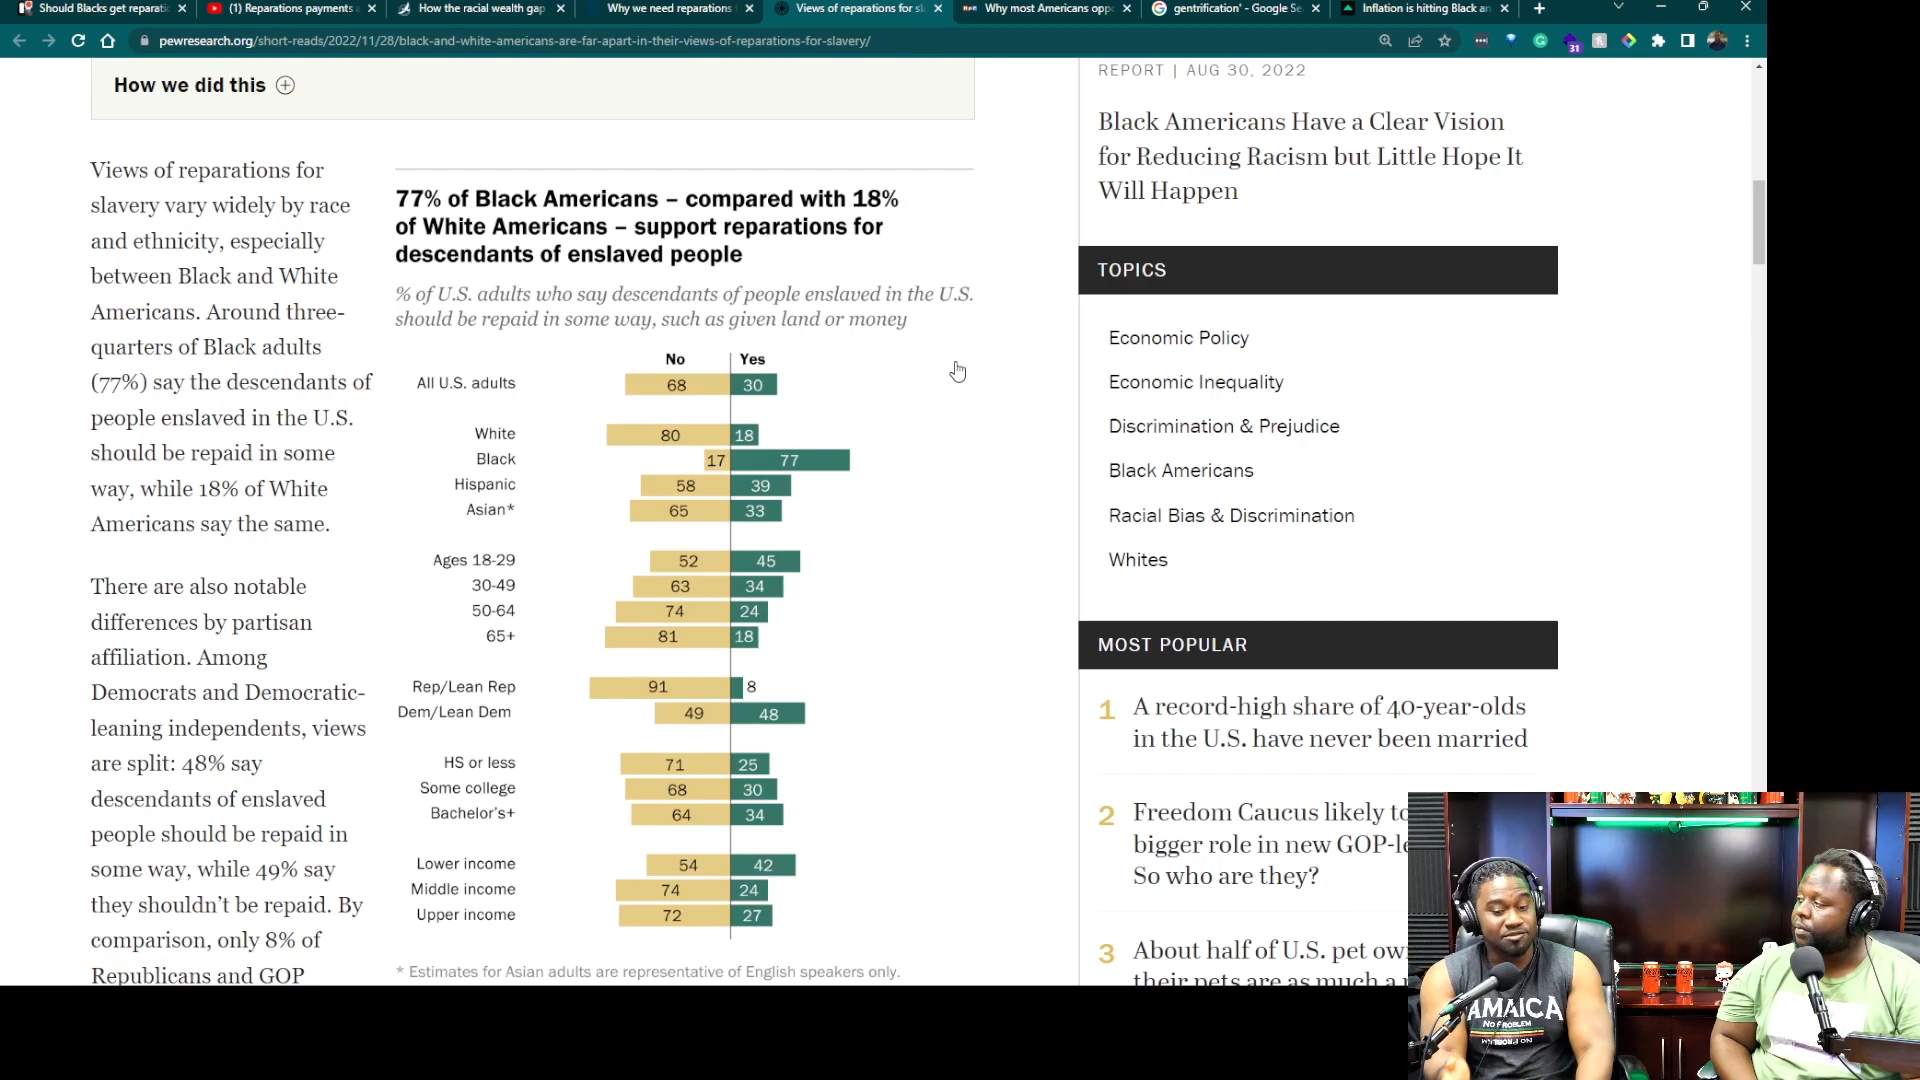 Should Blacks get reparatic
(1) Reparations payments a
How the racial wealth gap
Why we need reparations
Views of reparations for sl
Why most Americans opp
gentrification' - Google Se
Inflation is hitting Black an
pewresearch.org/short-reads/2022/11/28/black-and-white-americans-are-far-apart-in-their-views-of-reparations-for-slavery/
31
How we did this
Views of reparations for
slavery vary widely by race
and ethnicity, especially
between Black and White
Americans. Around three-
quarters of Black adults
(77%) say the descendants of
people enslaved in the U.S.
should be repaid in some
way, while 18% of White
Americans say the same.
There are also notable
differences by partisan
affiliation. Among
Democrats and Democratic-
leaning independents, views
are split: 48% say
descendants of enslaved
people should be repaid in
some way, while 49% say
they shouldn't be repaid. By
comparison, only 8% of
Republicans and GOP
77% of Black Americans – compared with 18%
of White Americans – support reparations for
descendants of enslaved people
% of U.S. adults who say descendants of people enslaved in the U.S.
should be repaid in some way, such as given land or money
No Yes
All U.S. adults 68 30
White 80 18
Black 17 77
Hispanic 58 39
Asian* 65 33
Ages 18-29 52 45
30-49 63 34
50-64 74 24
65+ 81 18
Rep/Lean Rep 91 8
Dem/Lean Dem 49 48
HS or less 71 25
Some college 68 30
Bachelor's+ 64 34
Lower income 54 42
Middle income 74 24
Upper income 72 27
* Estimates for Asian adults are representative of English speakers only.
REPORT | AUG 30, 2022
Black Americans Have a Clear Vision
for Reducing Racism but Little Hope It
Will Happen
TOPICS
Economic Policy
Economic Inequality
Discrimination & Prejudice
Black Americans
Racial Bias & Discrimination
Whites
MOST POPULAR
1 A record-high share of 40-year-olds
in the U.S. have never been married
2 Freedom Caucus likely to
bigger role in new GOP-le
So who are they?
3 About half of U.S. pet ow
their pets are as much a
AMAICA
NO PROBLEM
NO PROBLEM